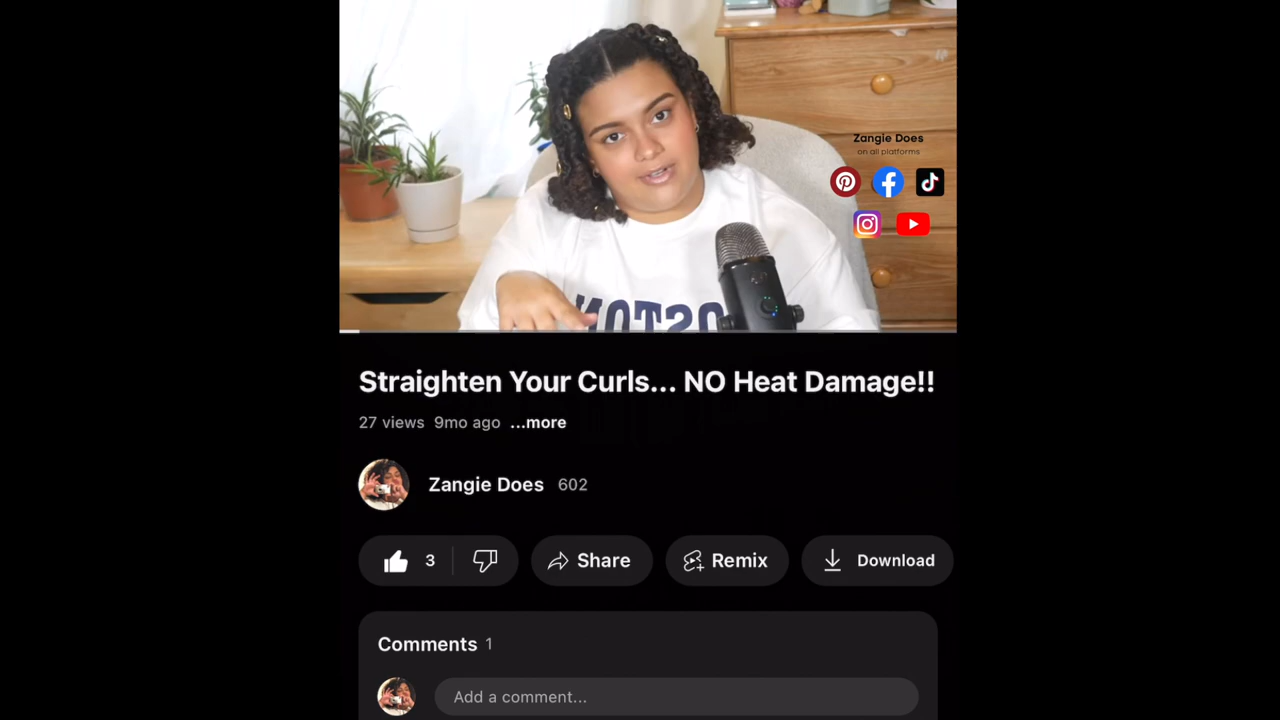 Zangie Does
on all platforms
NOTSO
Straighten Your Curls... NO Heat Damage!!
27 views 9mo ago ...more
Zangie Does 602
3
Share
Remix
Download
Comments 1
Add a comment...